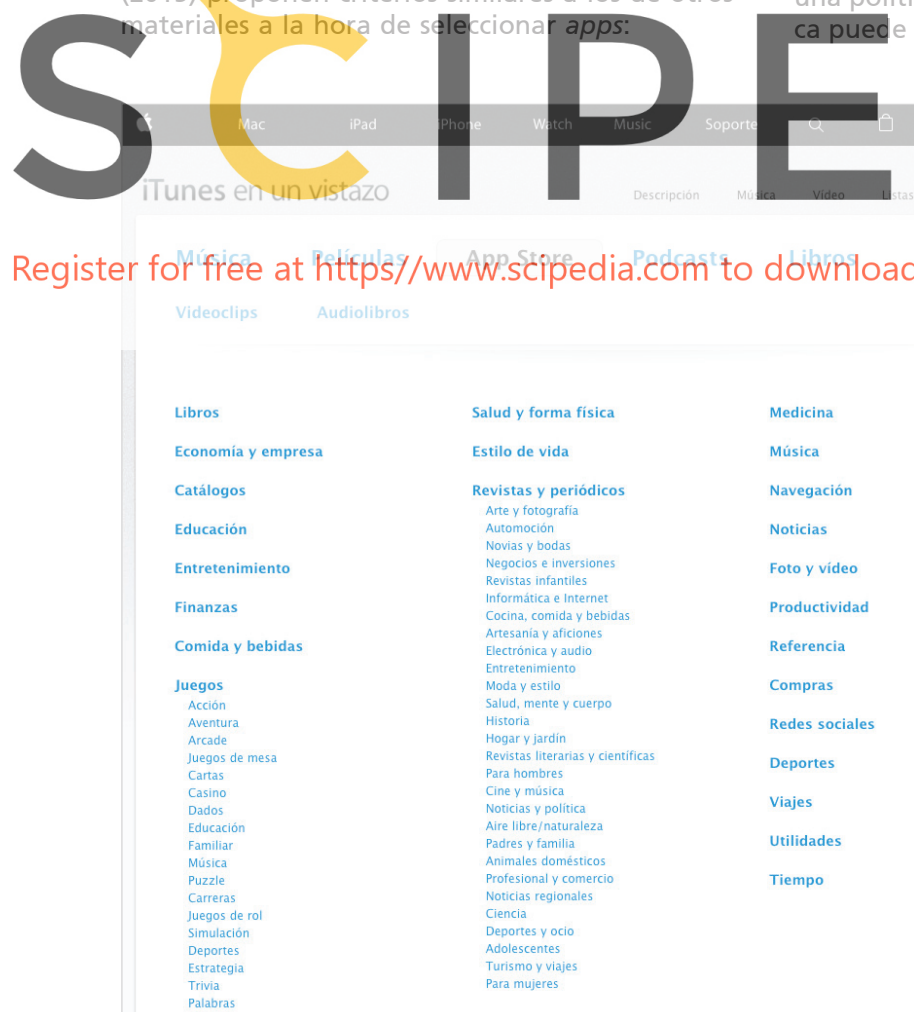 materiales a la hora de seleccionar apps:
ca puede
SCIPE
Mac iPad iPhone Watch Music Soporte
iTunes en un vistazo
Descripción Música Vídeo Listas
Register for free at https//www.scipedia.com to download
Música Películas App Store Podcasts Libros
Videoclips Audiolibros
Libros
Economía y empresa
Catálogos
Educación
Entretenimiento
Finanzas
Comida y bebidas
Juegos
Acción
Aventura
Arcade
Juegos de mesa
Cartas
Casino
Dados
Educación
Familiar
Música
Puzzle
Carreras
Juegos de rol
Simulación
Deportes
Estrategia
Trivia
Palabras
Salud y forma física
Estilo de vida
Revistas y periódicos
Arte y fotografía
Automoción
Novias y bodas
Negocios e inversiones
Revistas infantiles
Informática e Internet
Cocina, comida y bebidas
Artesanía y aficiones
Electrónica y audio
Entretenimiento
Moda y estilo
Salud, mente y cuerpo
Historia
Hogar y jardín
Revistas literarias y científicas
Para hombres
Cine y música
Noticias y política
Aire libre/naturaleza
Padres y familia
Animales domésticos
Profesional y comercio
Noticias regionales
Ciencia
Deportes y ocio
Adolescentes
Turismo y viajes
Para mujeres
Medicina
Música
Navegación
Noticias
Foto y vídeo
Productividad
Referencia
Compras
Redes sociales
Deportes
Viajes
Utilidades
Tiempo